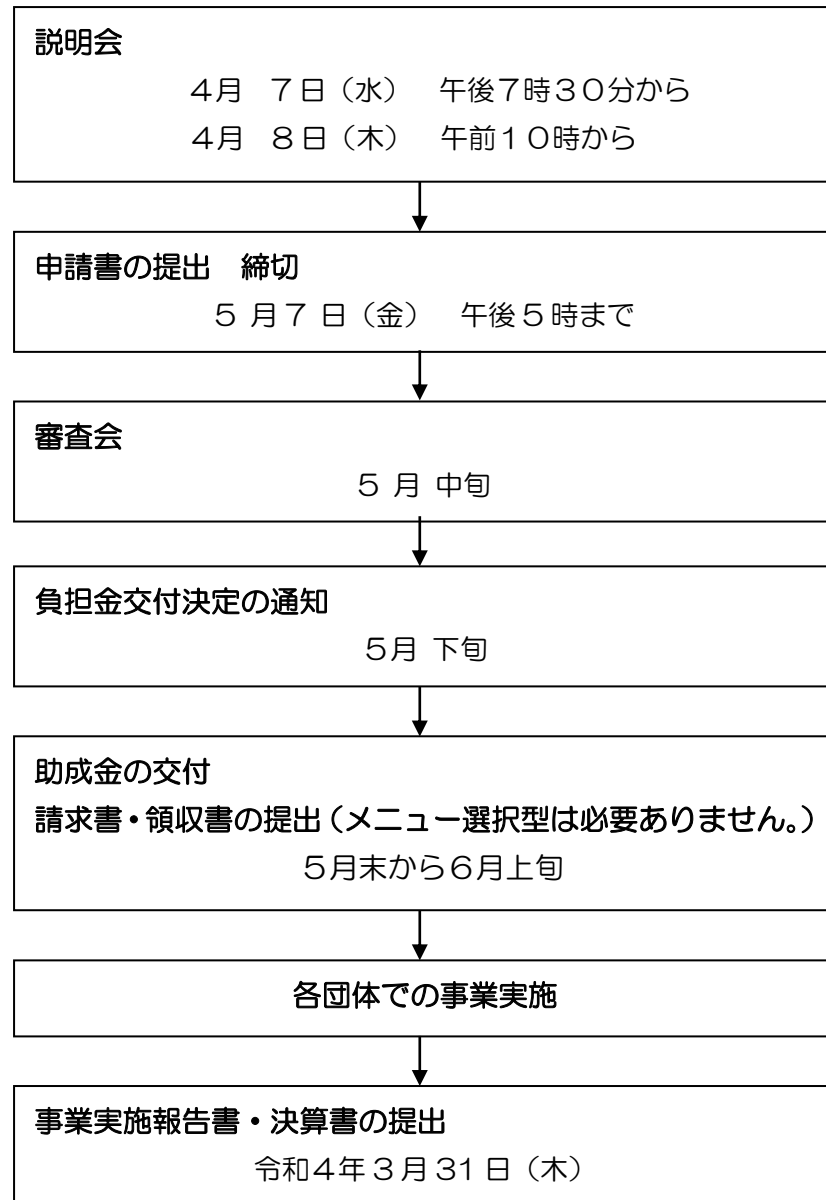 説明会
４月　７日（水）　午後７時３０分から
４月　８日（木）　午前１０時から
申請書の提出　締切
５ 月７ 日（金）　午後５時まで
審査会
５ 月 中旬
負担金交付決定の通知
５月 下旬
助成金の交付
請求書・領収書の提出（メニュー選択型は必要ありません。）
５月末から６月上旬
各団体での事業実施
事業実施報告書・決算書の提出
令和４年３月31日（木）